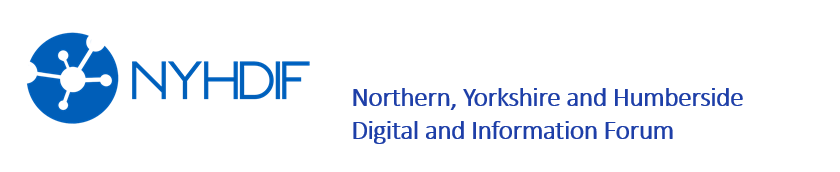 NYHDIF
Northern, Yorkshire and Humberside
Digital and Information Forum